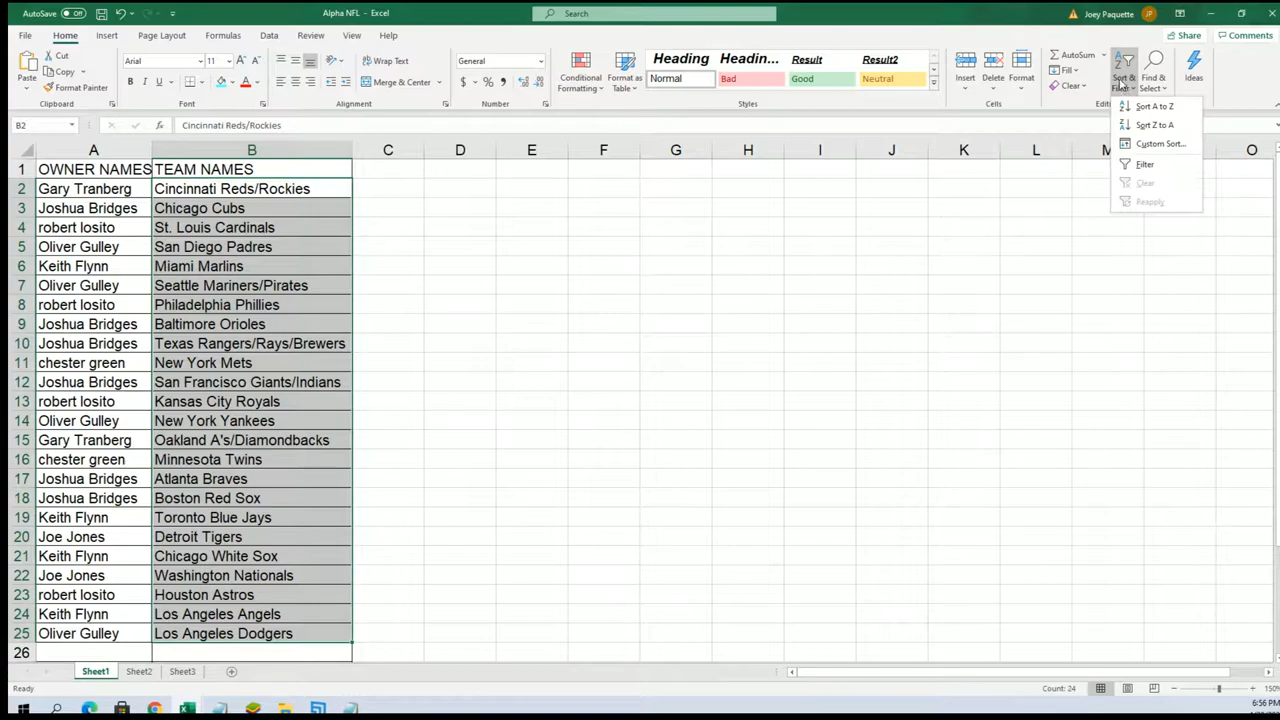 AutoSave Off Alpha NFL - Excel Search Joey Paquette JP
File Home Insert Page Layout Formulas Data Review View Help Share Comments
Paste Cut Copy Format Painter Clipboard
Arial 11 B I U Font
Wrap Text Merge & Center Alignment
General $ % Number
Conditional Formatting Format as Table
Heading Headin... Result Result2
Normal Bad Good Neutral
Styles
Insert Delete Format Cells
AutoSum Fill Clear
Sort & Filter Find & Select Ideas
Sort A to Z
Sort Z to A
Custom Sort...
Filter
Clear
Reapply
B2 fx Cincinnati Reds/Rockies
A B C D E F G H I J K L M O
1 OWNER NAMES TEAM NAMES
2 Gary Tranberg Cincinnati Reds/Rockies
3 Joshua Bridges Chicago Cubs
4 robert losito St. Louis Cardinals
5 Oliver Gulley San Diego Padres
6 Keith Flynn Miami Marlins
7 Oliver Gulley Seattle Mariners/Pirates
8 robert losito Philadelphia Phillies
9 Joshua Bridges Baltimore Orioles
10 Joshua Bridges Texas Rangers/Rays/Brewers
11 chester green New York Mets
12 Joshua Bridges San Francisco Giants/Indians
13 robert losito Kansas City Royals
14 Oliver Gulley New York Yankees
15 Gary Tranberg Oakland A's/Diamondbacks
16 chester green Minnesota Twins
17 Joshua Bridges Atlanta Braves
18 Joshua Bridges Boston Red Sox
19 Keith Flynn Toronto Blue Jays
20 Joe Jones Detroit Tigers
21 Keith Flynn Chicago White Sox
22 Joe Jones Washington Nationals
23 robert losito Houston Astros
24 Keith Flynn Los Angeles Angels
25 Oliver Gulley Los Angeles Dodgers
26
Sheet1 Sheet2 Sheet3
Ready Count: 24 150%
6:56 PM